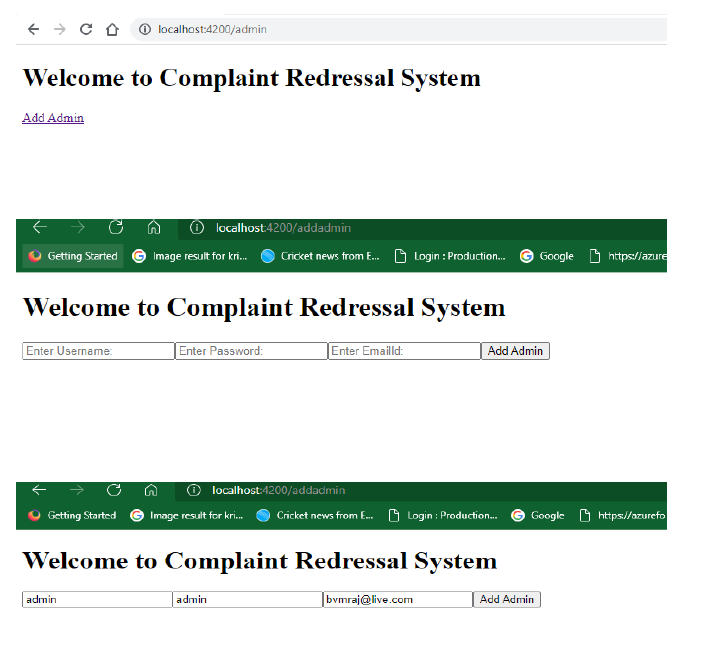 localhost:4200/admin
Welcome to Complaint Redressal System
Add Admin
localhost:4200/addadmin
Getting Started Image result for kri... Cricket news from E... Login : Production... Google https://azure
Welcome to Complaint Redressal System
Enter Username: Enter Password: Enter EmailId: Add Admin
localhost:4200/addadmin
Getting Started Image result for kri... Cricket news from E... Login : Production... Google https://azurefo
Welcome to Complaint Redressal System
admin admin bvmraj@live.com Add Admin